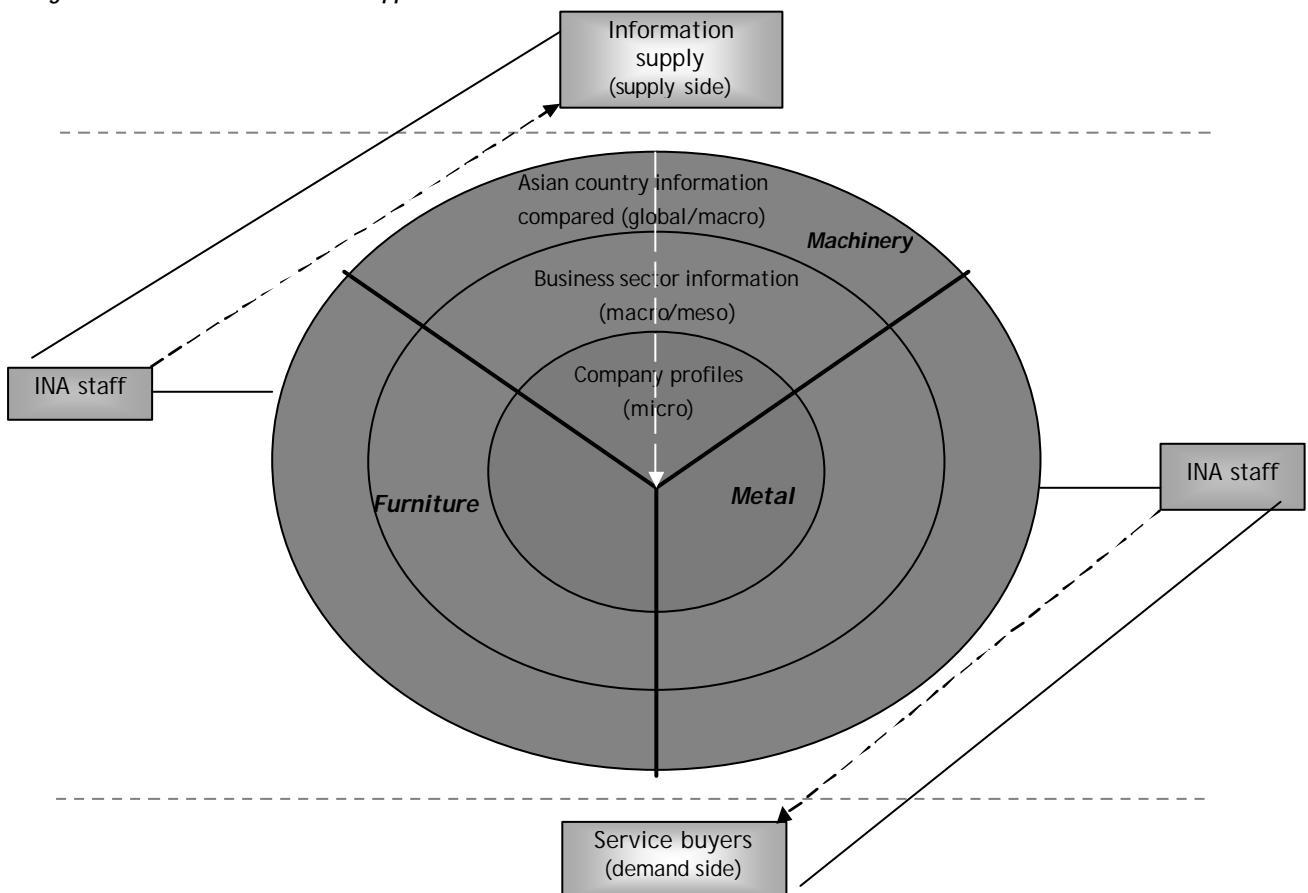 Information
supply
(supply side)
Asian country information
compared (global/macro)
Machinery
Business sector information
(macro/meso)
Company profiles
(micro)
INA staff
INA staff
Furniture
Metal
Service buyers
(demand side)